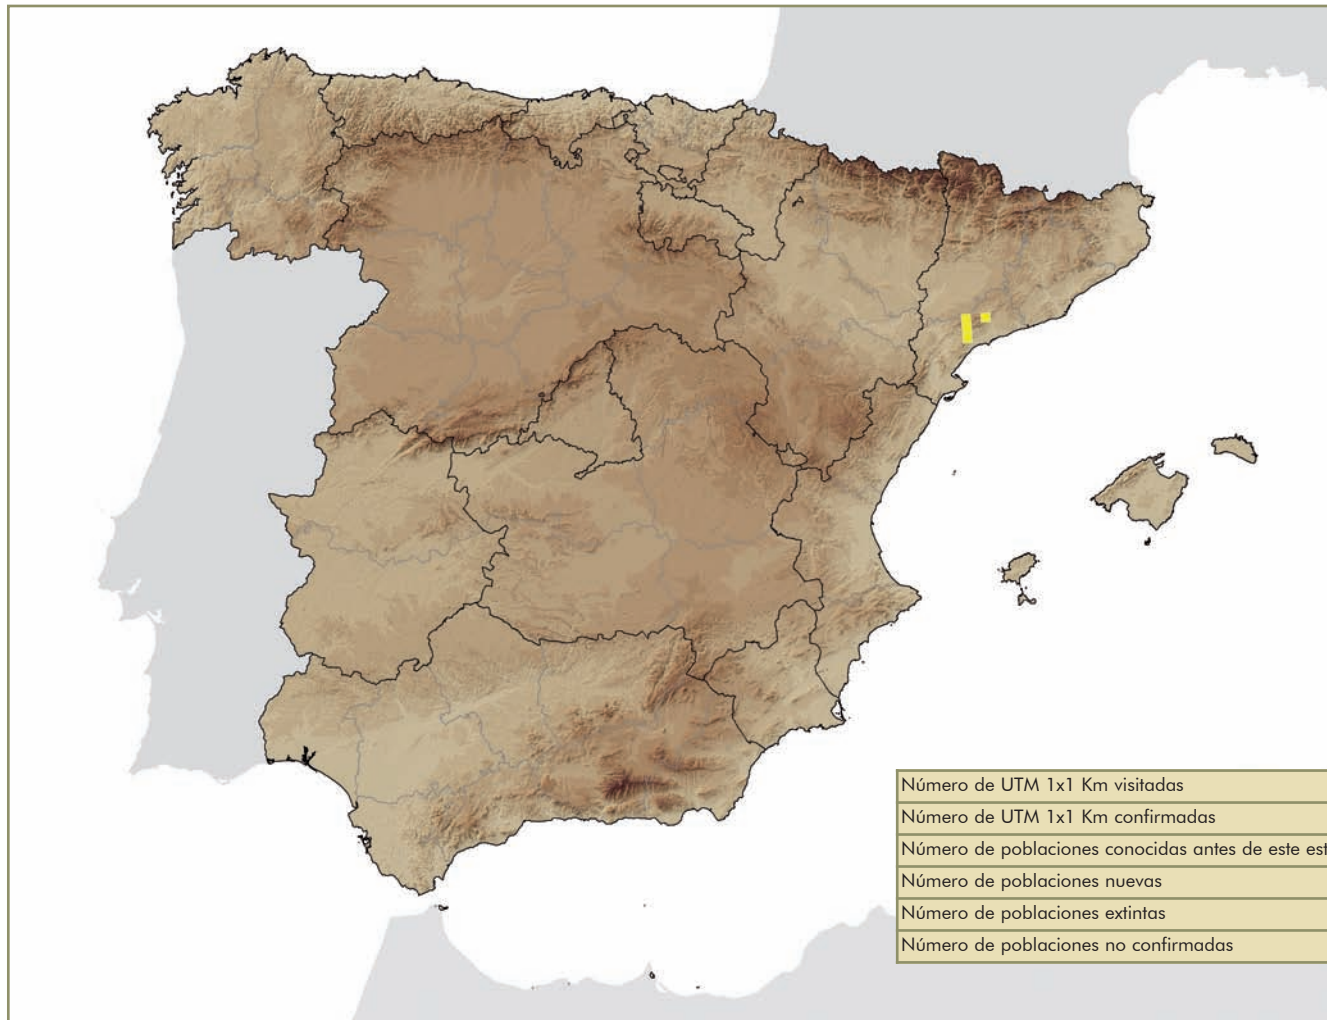 Número de UTM 1x1 Km visitadas
Número de UTM 1x1 Km confirmadas
Número de poblaciones conocidas antes de este est
Número de poblaciones nuevas
Número de poblaciones extintas
Número de poblaciones no confirmadas